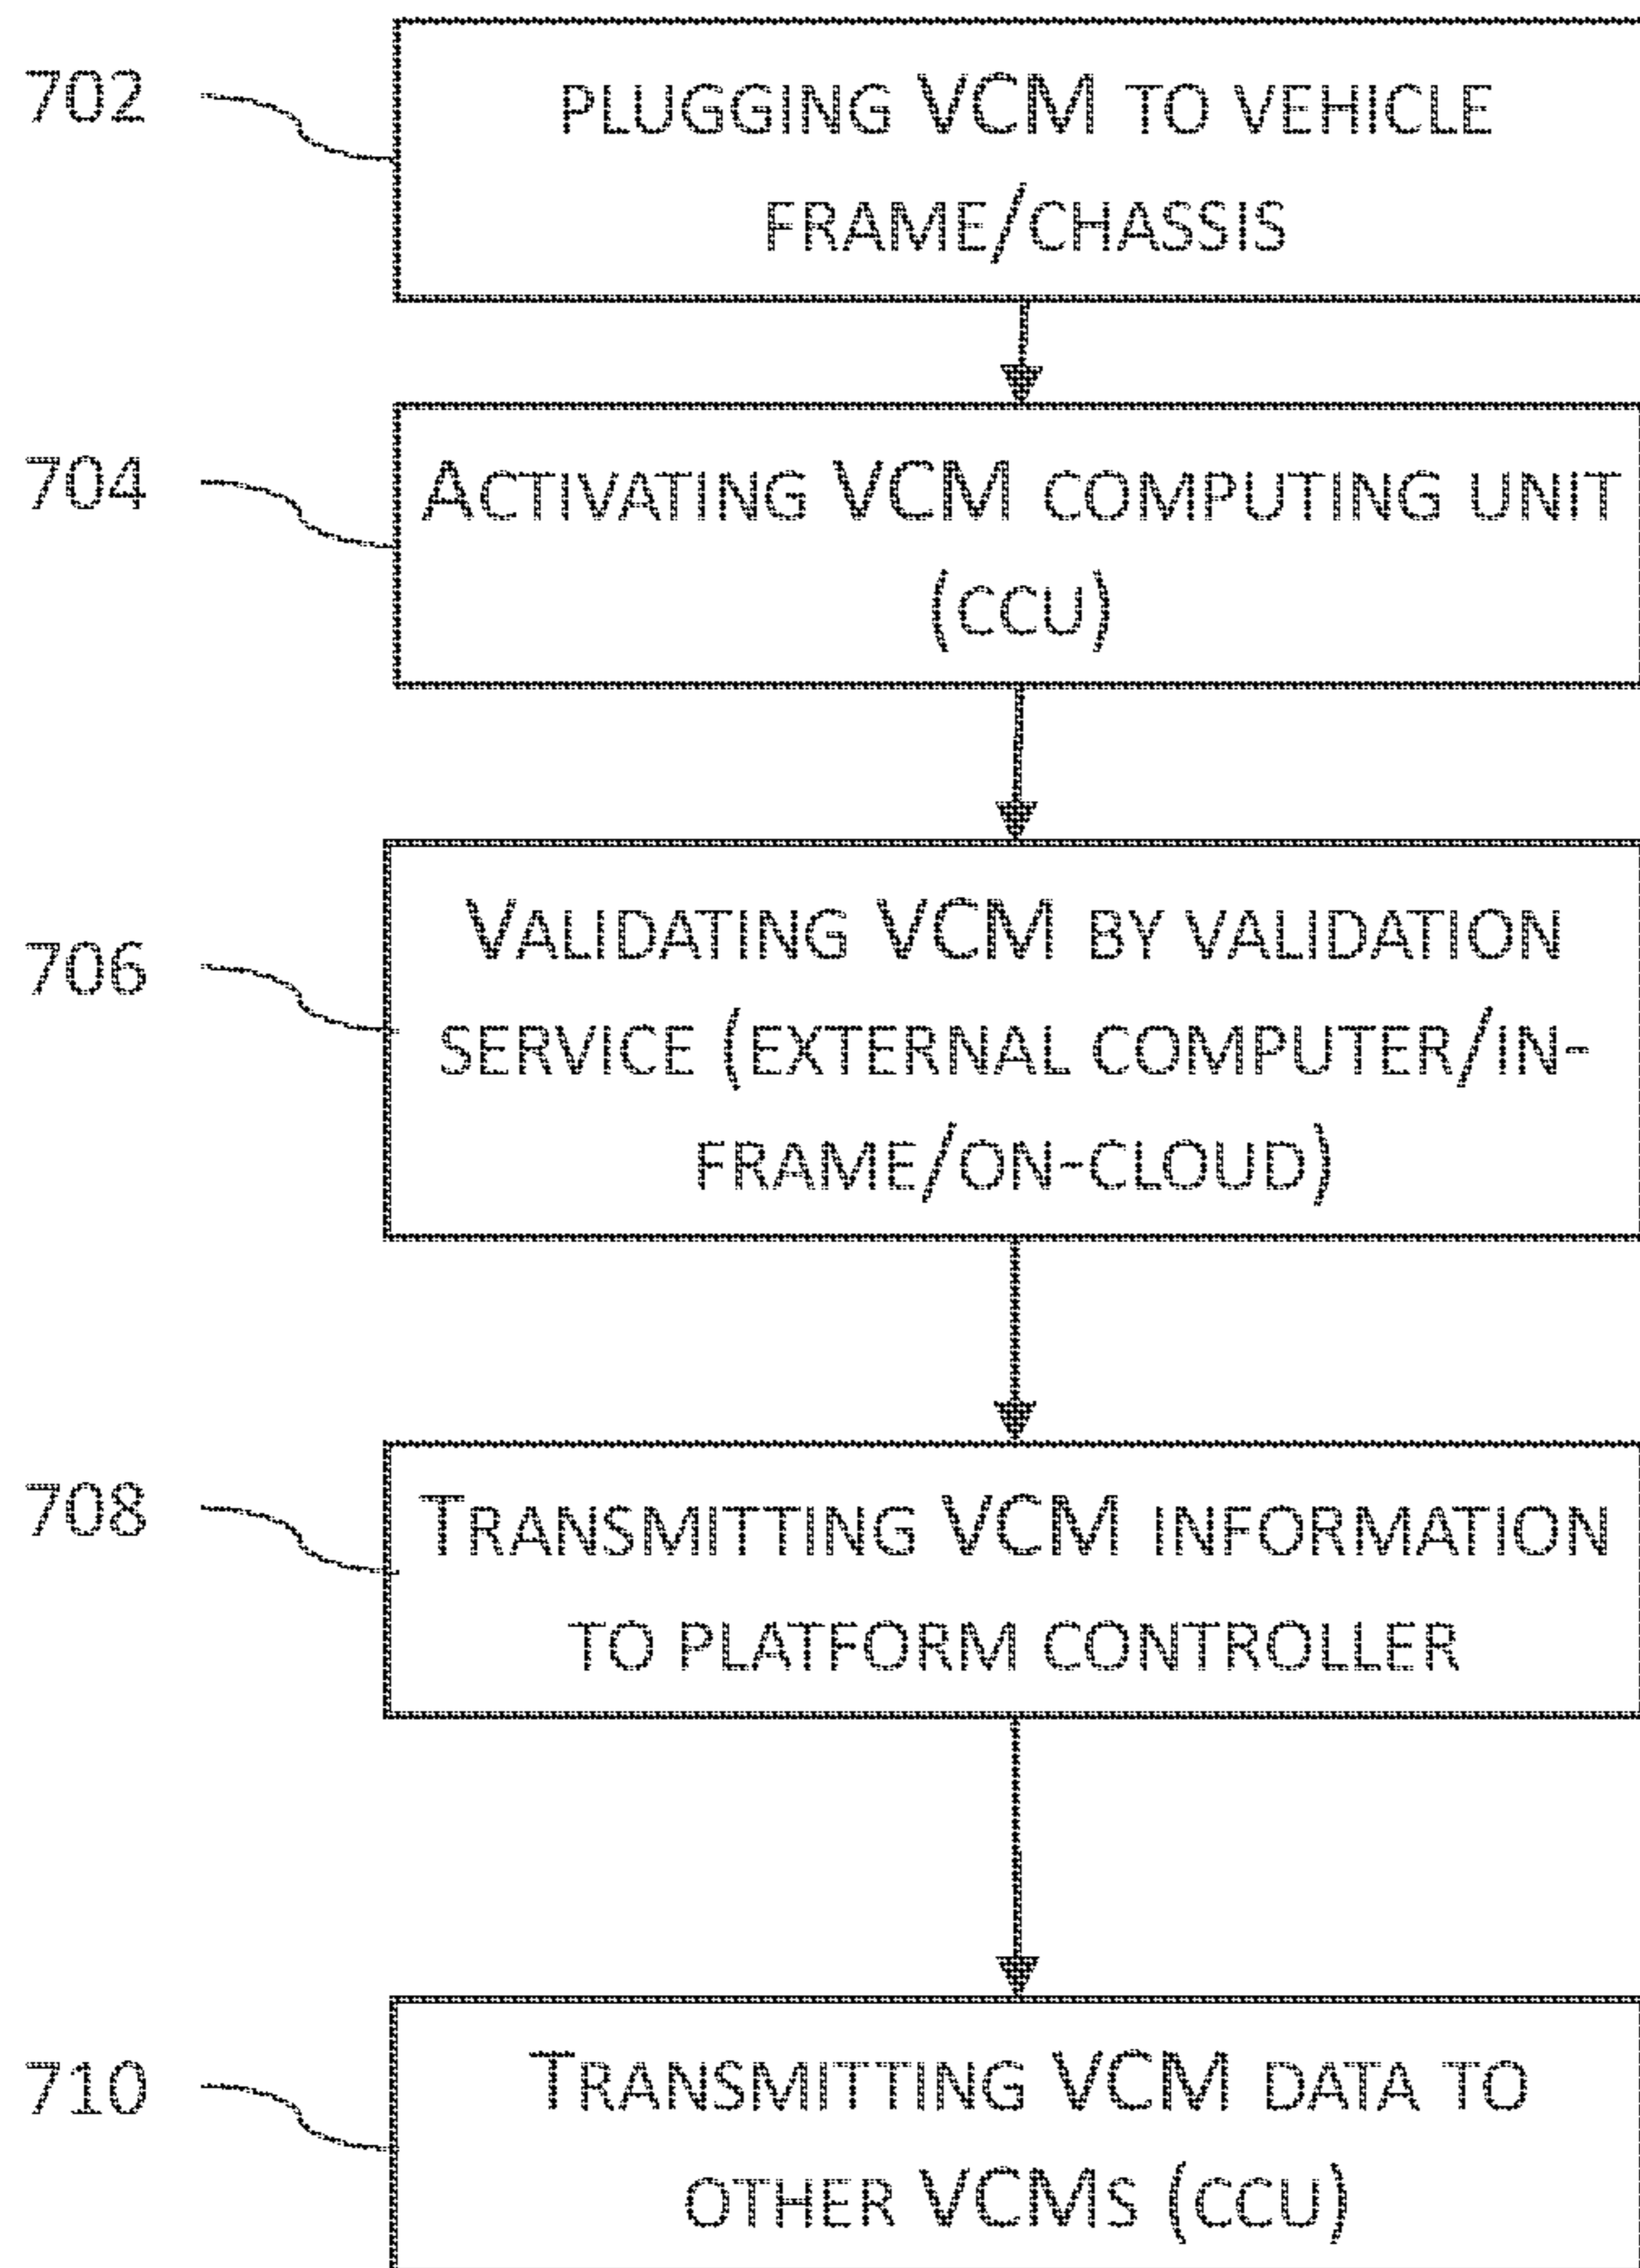 702
PLUGGING VCM TO VEHICLE
FRAME/CHASSIS
704
ACTIVATING VCM COMPUTING UNIT
(CCU)
706
VALIDATING VCM BY VALIDATION
SERVICE (EXTERNAL COMPUTER/IN-
FRAME/ON-CLOUD)
708
TRANSMITTING VCM INFORMATION
TO PLATFORM CONTROLLER
710
TRANSMITTING VCM DATA TO
OTHER VCMS (CCU)